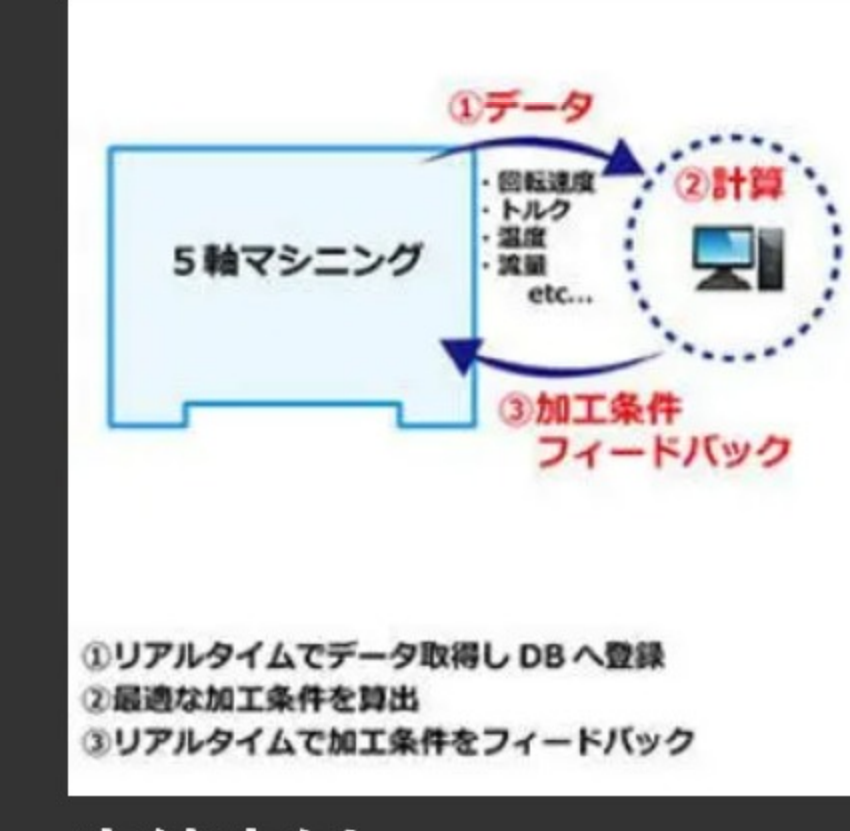 ①データ
・回転速度
・トルク
・温度
・流量
etc...
②計算
5軸マシニング
③加工条件
フィードバック
①リアルタイムでデータ取得しDBへ登録
②最適な加工条件を算出
③リアルタイムで加工条件をフィードバック